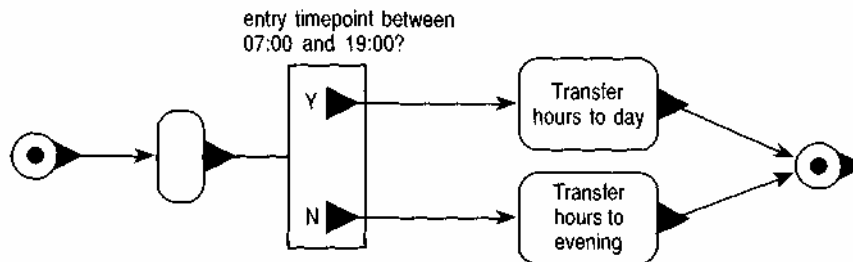 entry timepoint between
07:00 and 19:00?
Y
Transfer
hours to day
N
Transfer
hours to
evening